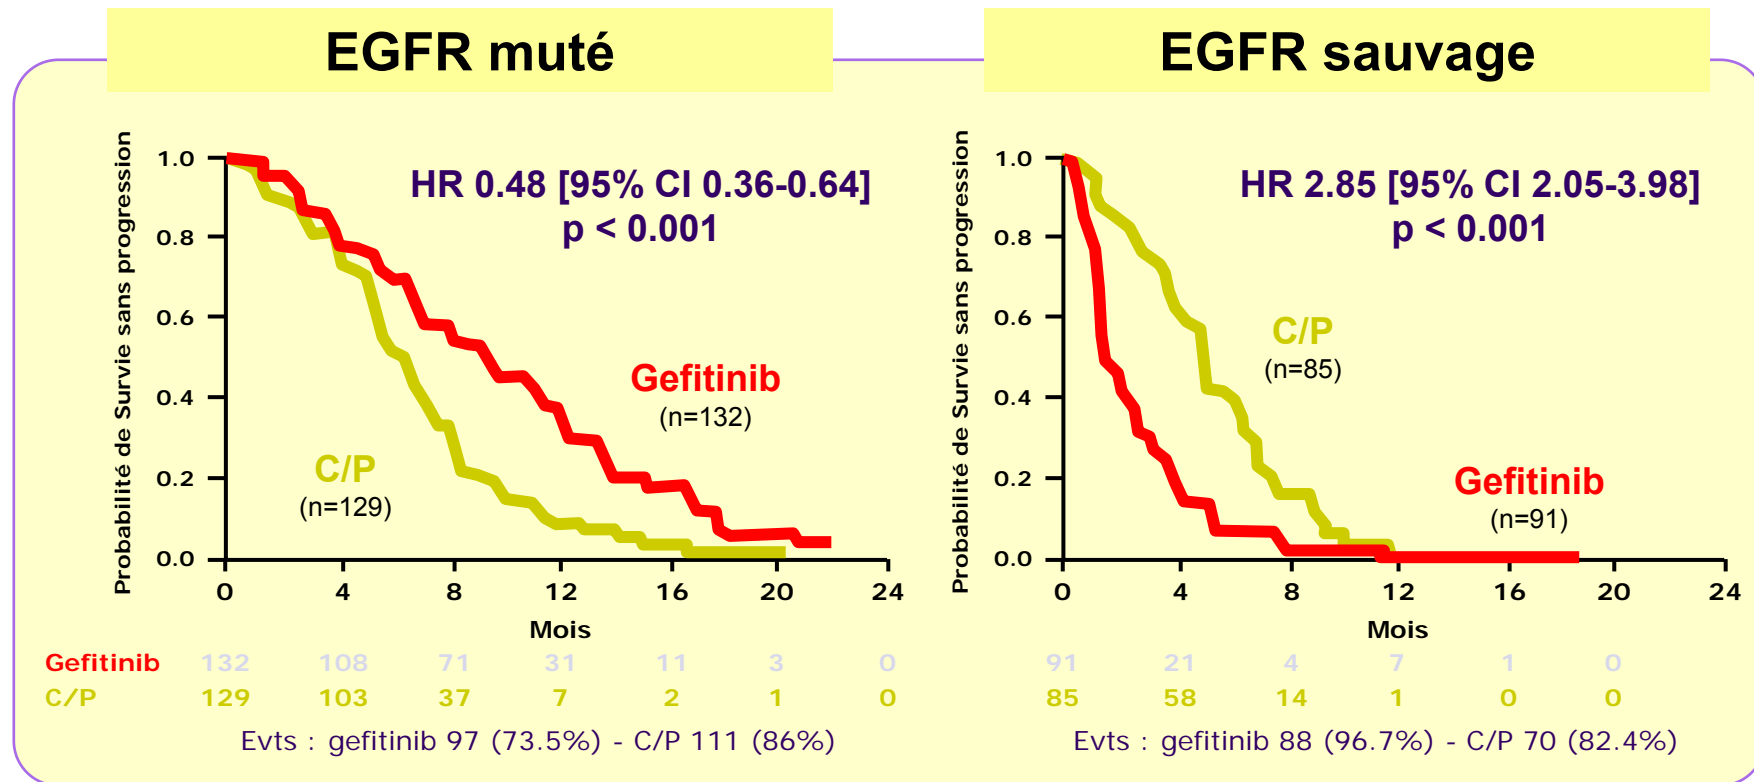 EGFR muté
Probabilité de Survie sans progression
1.0
0.8
0.6
0.4
0.2
0.0
HR 0.48 [95% CI 0.36-0.64]
p < 0.001
Gefitinib
(n=132)
C/P
(n=129)
0 4 8 12 16 20 24
Mois
Gefitinib 132 108 71 31 11 3 0
C/P 129 103 37 7 2 1 0
Evts : gefitinib 97 (73.5%) - C/P 111 (86%)
EGFR sauvage
Probabilité de Survie sans progression
1.0
0.8
0.6
0.4
0.2
0.0
HR 2.85 [95% CI 2.05-3.98]
p < 0.001
C/P
(n=85)
Gefitinib
(n=91)
0 4 8 12 16 20 24
Mois
91 21 4 7 1 0
85 58 14 1 0 0
Evts : gefitinib 88 (96.7%) - C/P 70 (82.4%)